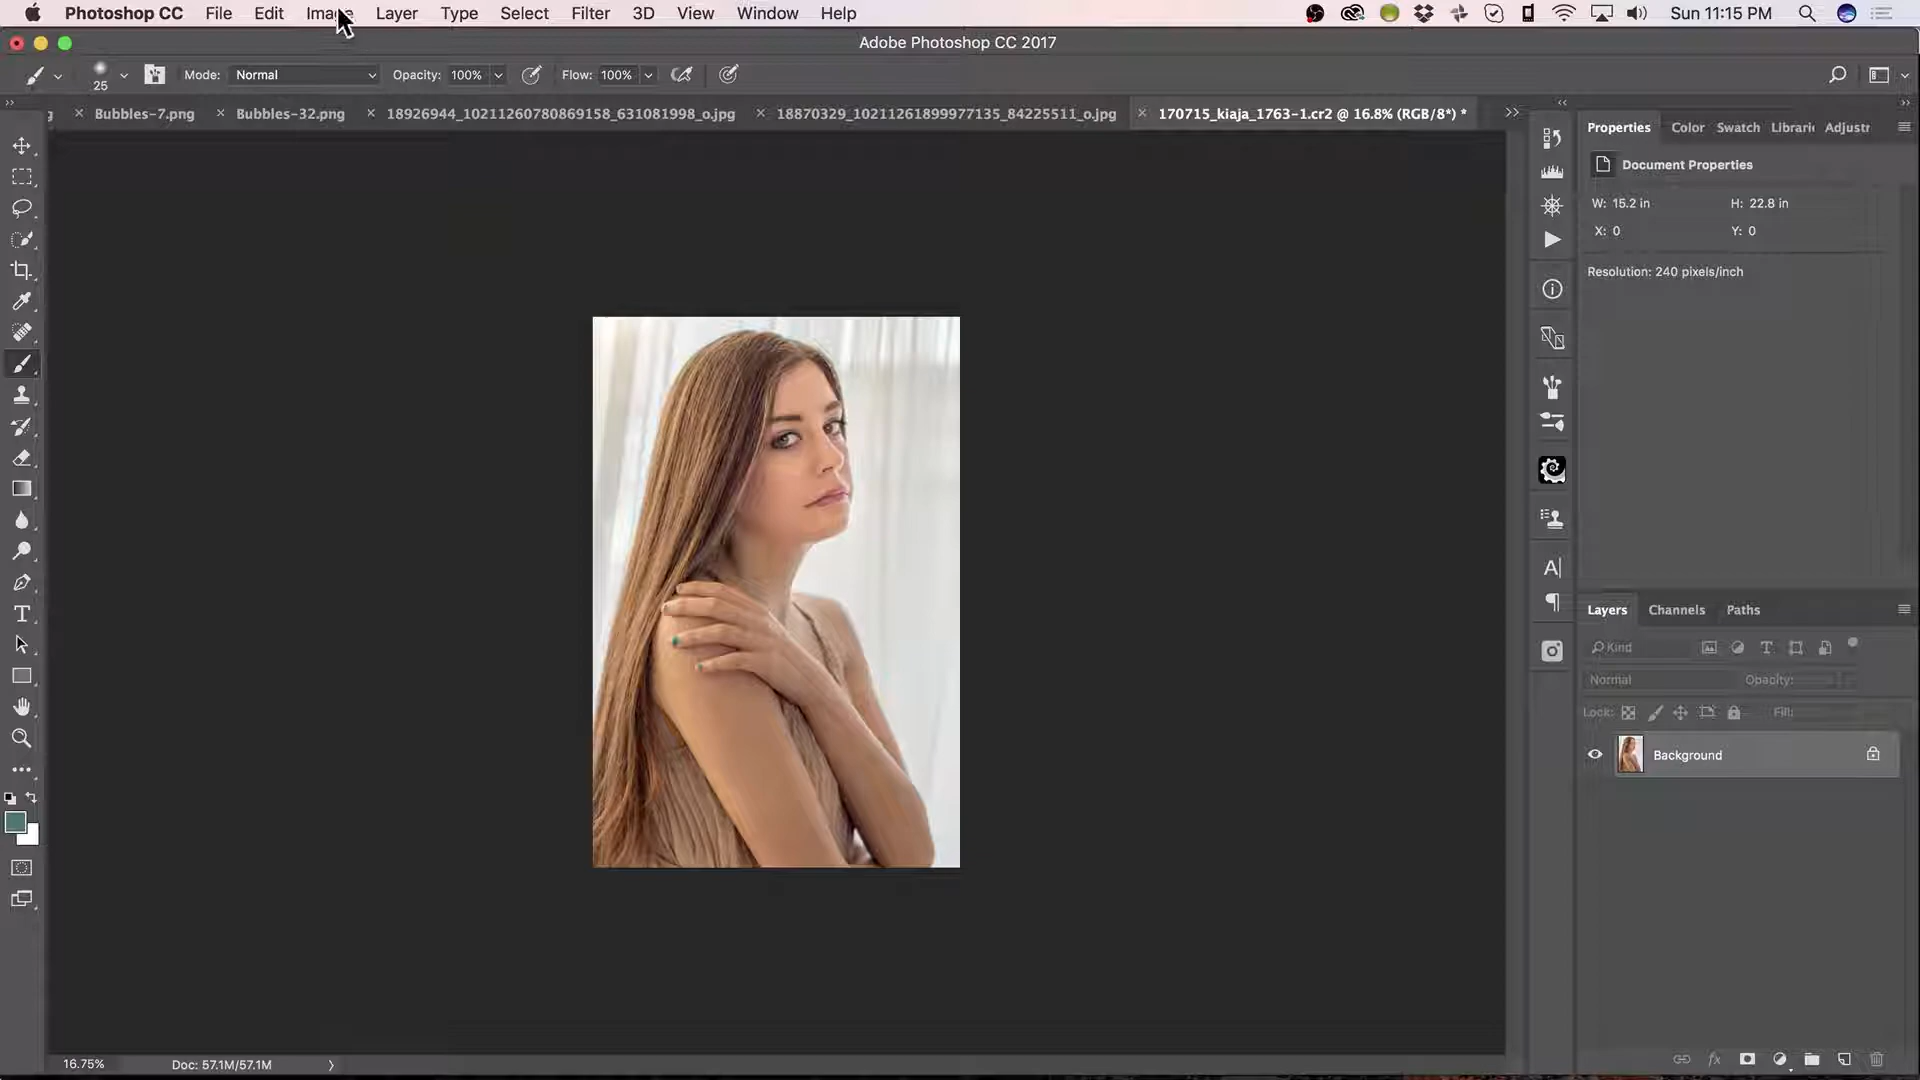 Photoshop CC File Edit Image Layer Type Select Filter 3D View Window Help Sun 11:15 PM
Adobe Photoshop CC 2017
25 Mode: Normal Opacity: 100% Flow: 100%
g × Bubbles-7.png × Bubbles-32.png × 18926944_10211260780869158_631081998_o.jpg × 18870329_10211261899977135_84225511_o.jpg × 170715_kiaja_1763-1.cr2 @ 16.8% (RGB/8*) *
Properties Color Swatch Librari Adjustr
Document Properties
W: 15.2 in H: 22.8 in
X: 0 Y: 0
Resolution: 240 pixels/inch
Layers Channels Paths
Kind
Normal Opacity:
Lock: Fill:
Background
fx
16.75% Doc: 57.1M/57.1M